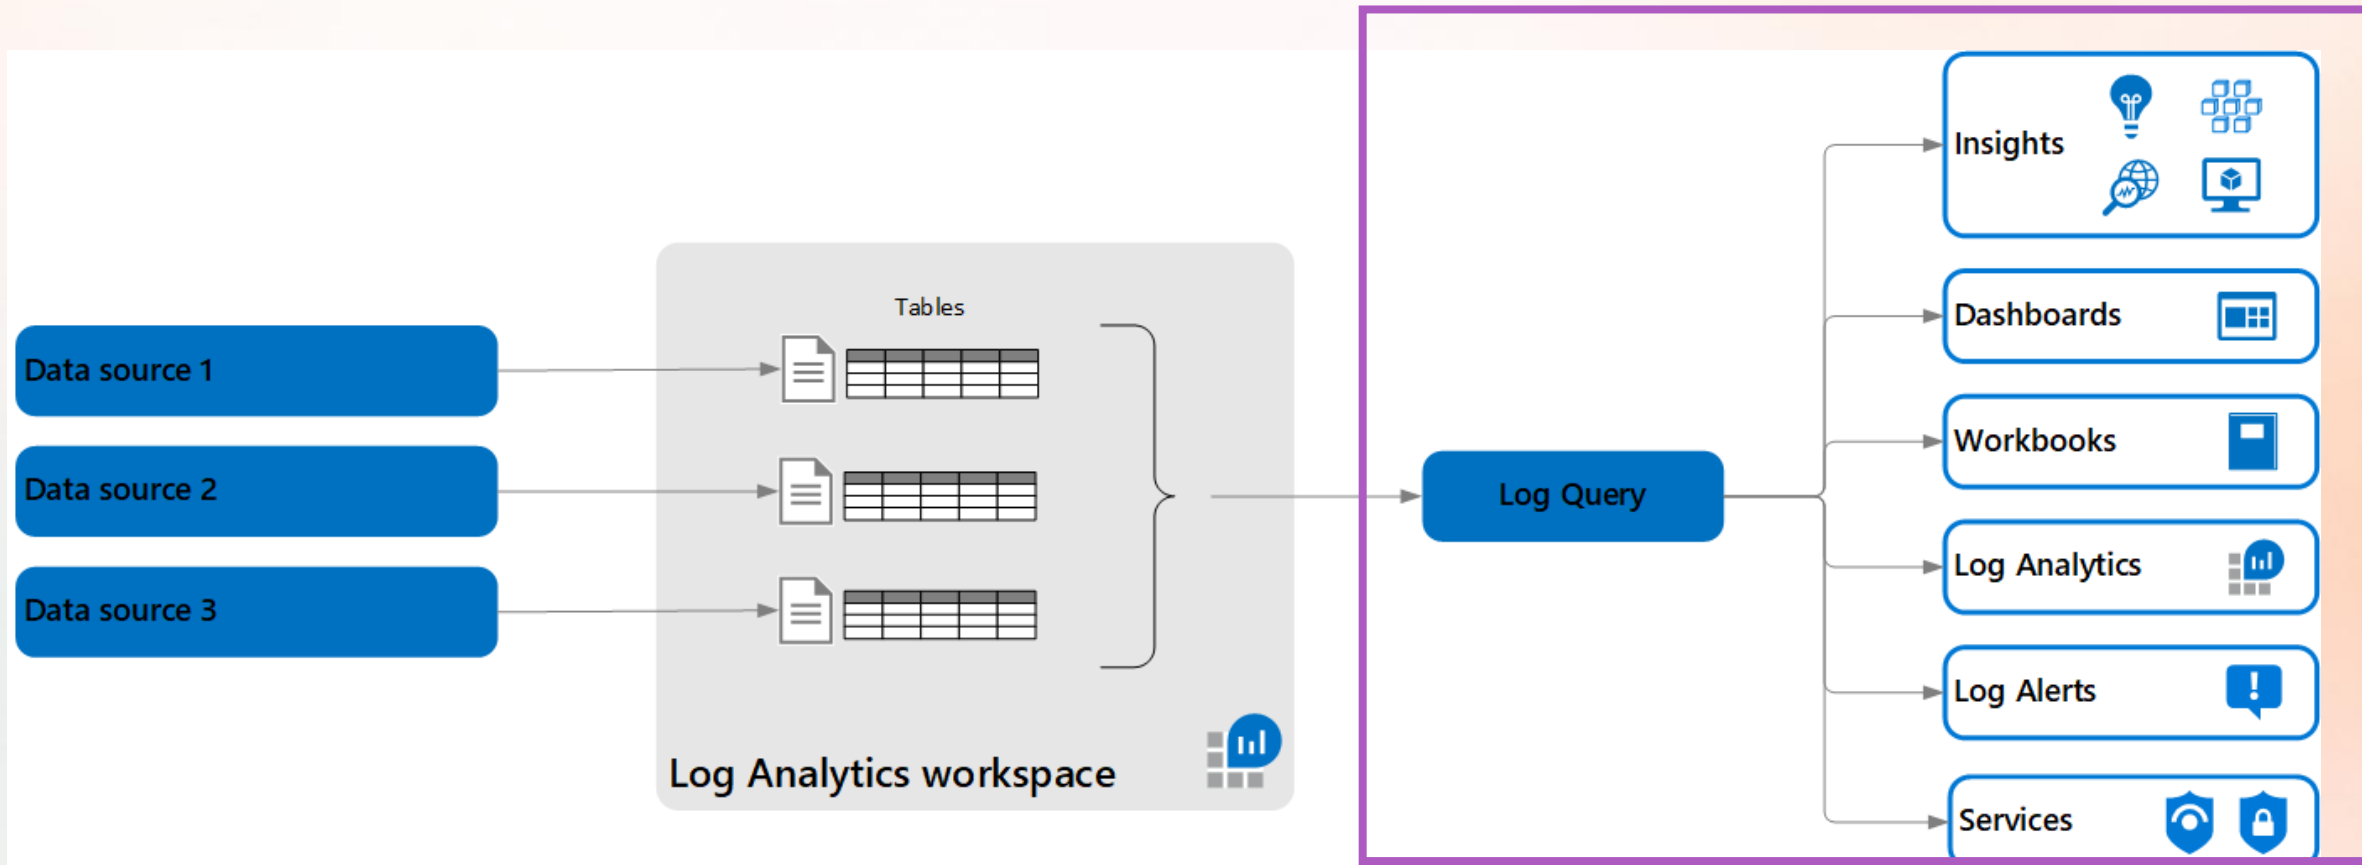 Data source 1
Data source 2
Data source 3
Tables
Log Analytics workspace
Log Query
Insights
Dashboards
Workbooks
Log Analytics
Log Alerts
Services